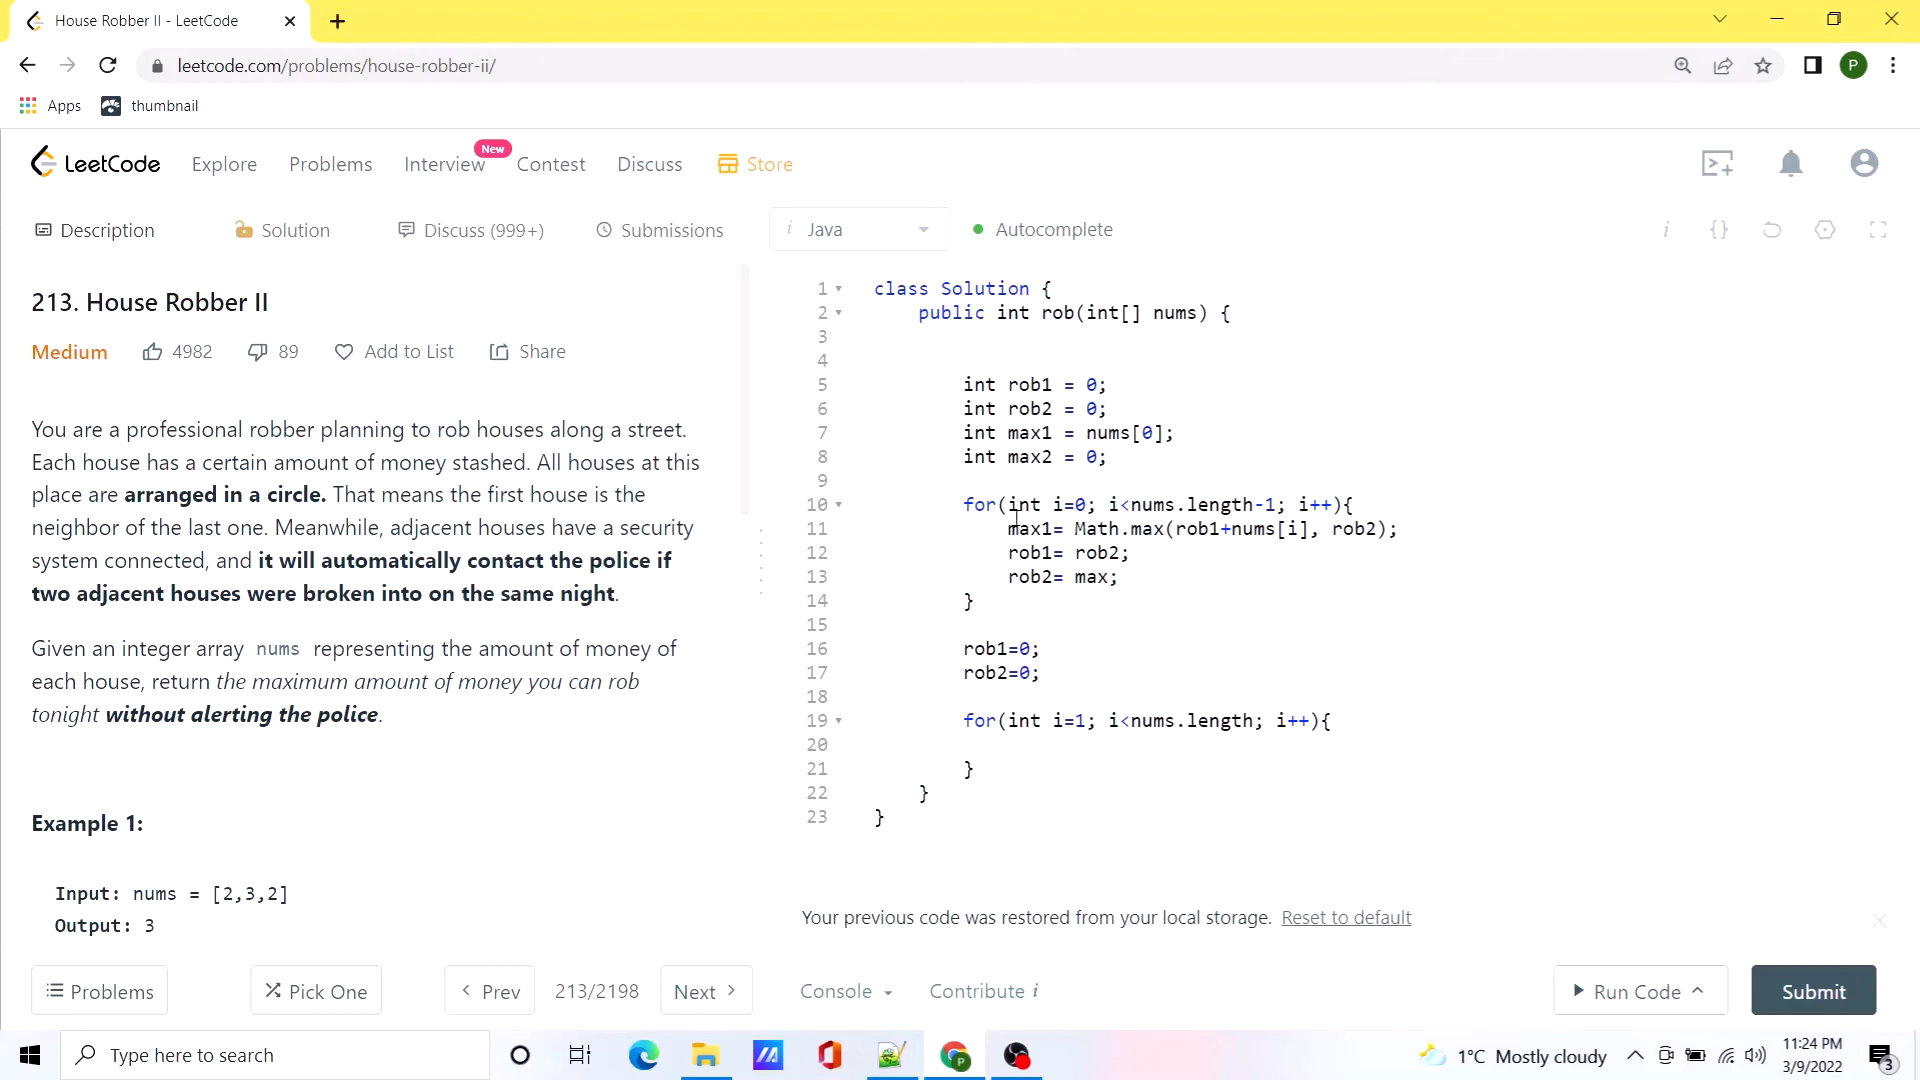 House Robber II - LeetCode
leetcode.com/problems/house-robber-ii/
P
Apps
thumbnail
LeetCode
Explore
Problems
Interview
New
Contest
Discuss
Store
Description
Solution
Discuss (999+)
Submissions
i Java
Autocomplete
213. House Robber II
Medium
4982
89
Add to List
Share
You are a professional robber planning to rob houses along a street.
Each house has a certain amount of money stashed. All houses at this
place are arranged in a circle. That means the first house is the
neighbor of the last one. Meanwhile, adjacent houses have a security
system connected, and it will automatically contact the police if
two adjacent houses were broken into on the same night.
Given an integer array nums representing the amount of money of
each house, return the maximum amount of money you can rob
tonight without alerting the police.
Example 1:
Input: nums = [2,3,2]
Output: 3
1 class Solution {
2 public int rob(int[] nums) {
3
4
5 int rob1 = 0;
6 int rob2 = 0;
7 int max1 = nums[0];
8 int max2 = 0;
9
10 for(int i=0; i<nums.length-1; i++){
11 max1= Math.max(rob1+nums[i], rob2);
12 rob1= rob2;
13 rob2= max;
14 }
15
16 rob1=0;
17 rob2=0;
18
19 for(int i=1; i<nums.length; i++){
20
21 }
22 }
23 }
Your previous code was restored from your local storage. Reset to default
Problems
Pick One
Prev
213/2198
Next
Console
Contribute i
Run Code
Submit
Type here to search
P
1°C Mostly cloudy
11:24 PM
3/9/2022
3